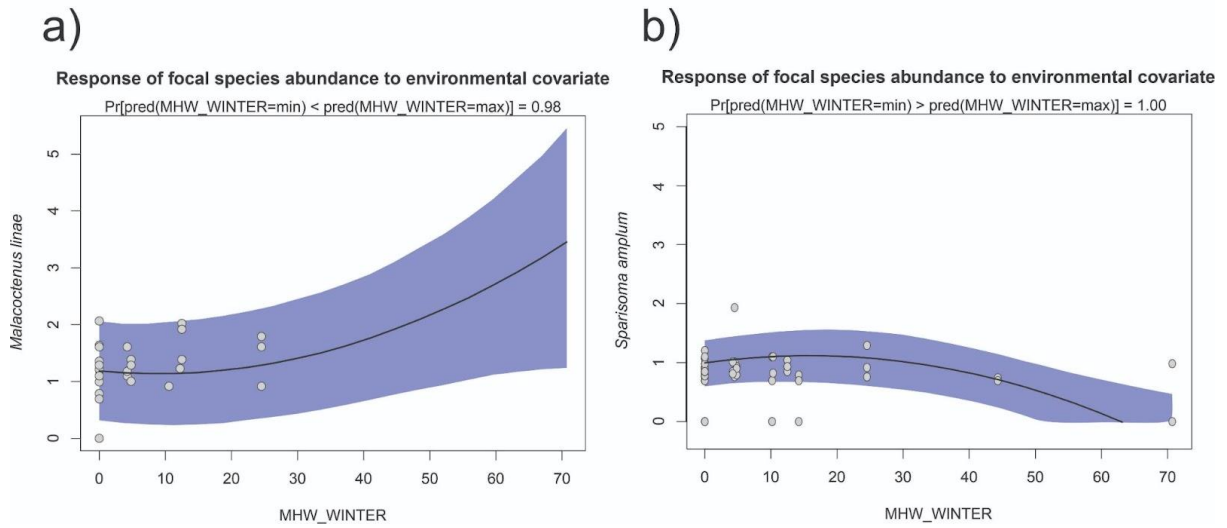 a)
Response of focal species abundance to environmental covariate
Pr[pred(MHW_WINTER=min) < pred(MHW_WINTER=max)] = 0.98
5
4
3
2
1
0
Malacoctenus linae
0 10 20 30 40 50 60 70
MHW_WINTER
b)
Response of focal species abundance to environmental covariate
Pr[pred(MHW_WINTER=min) > pred(MHW_WINTER=max)] = 1.00
5
4
3
2
1
0
Sparisoma amplum
0 10 20 30 40 50 60 70
MHW_WINTER